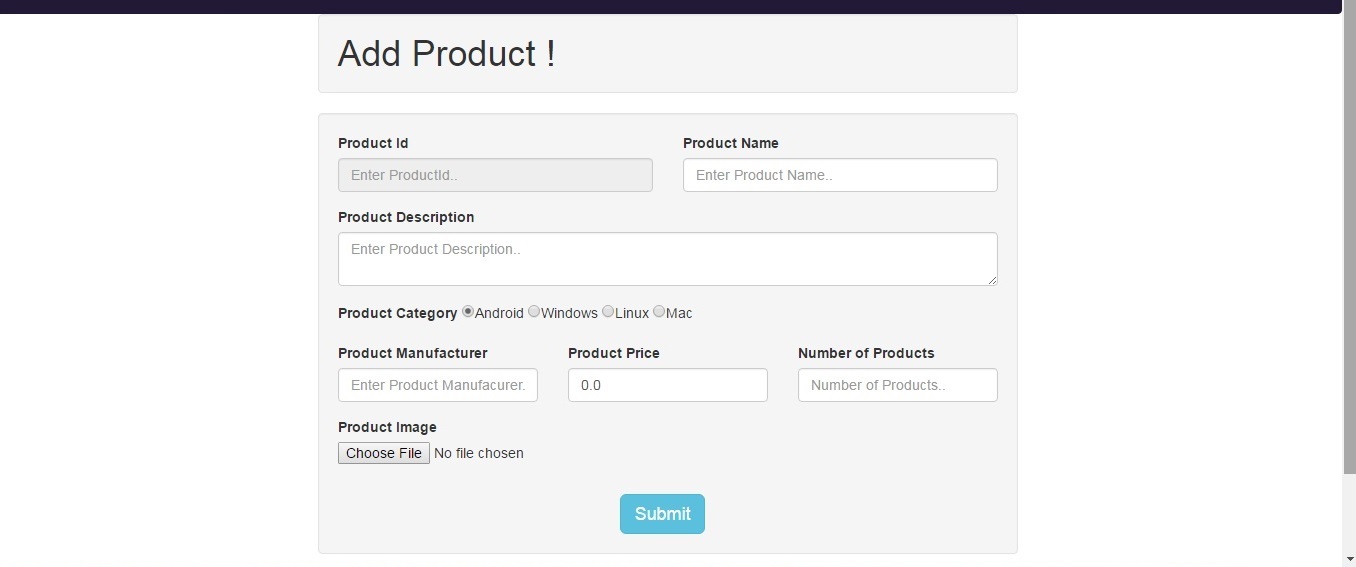 Add Product !
Product Id
Product Name
Enter ProductId..
Enter Product Name..
Product Description
Enter Product Description..
Product Category Android Windows Linux Mac
Product Manufacturer
Product Price
Number of Products
Enter Product Manufacurer.
0.0
Number of Products..
Product Image
Choose File No file chosen
Submit